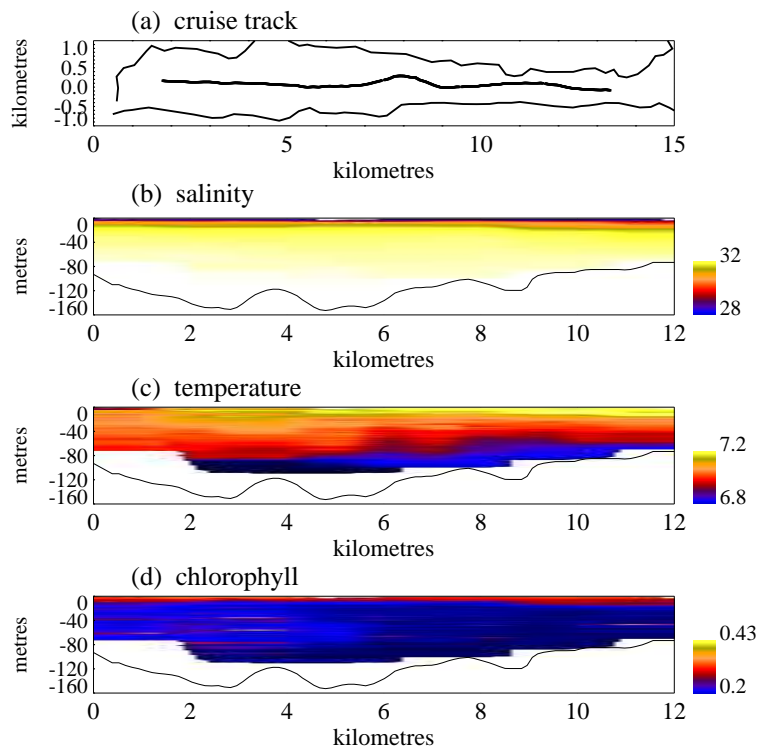 (a) cruise track
kilometres
1.0
0.5
0.0
-0.5
-1.0
0 5 10 15
kilometres
(b) salinity
metres
0
-40
-80
-120
-160
32
28
0 2 4 6 8 10 12
kilometres
(c) temperature
metres
0
-40
-80
-120
-160
7.2
6.8
0 2 4 6 8 10 12
kilometres
(d) chlorophyll
metres
0
-40
-80
-120
-160
0.43
0.2
0 2 4 6 8 10 12
kilometres